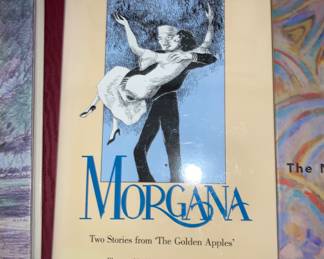 MORGANA
Two Stories from 'The Golden Apples'
The